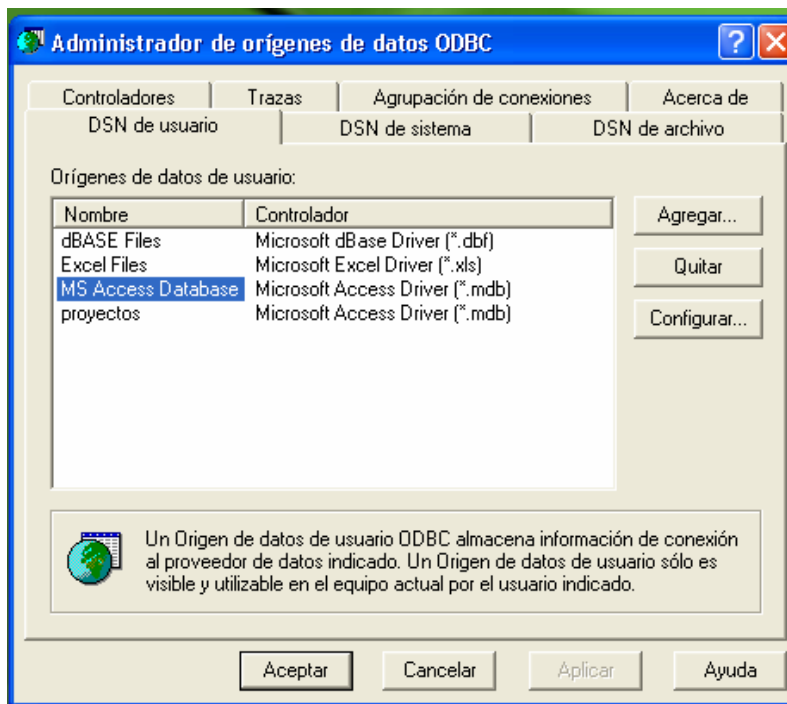 Administrador de orígenes de datos ODBC
Controladores Trazas Agrupación de conexiones Acerca de
DSN de usuario DSN de sistema DSN de archivo
Orígenes de datos de usuario:
Nombre Controlador
dBASE Files Microsoft dBase Driver (*.dbf)
Excel Files Microsoft Excel Driver (*.xls)
MS Access Database Microsoft Access Driver (*.mdb)
proyectos Microsoft Access Driver (*.mdb)
Agregar...
Quitar
Configurar...
Un Origen de datos de usuario ODBC almacena información de conexión
al proveedor de datos indicado. Un Origen de datos de usuario sólo es
visible y utilizable en el equipo actual por el usuario indicado.
Aceptar Cancelar Aplicar Ayuda